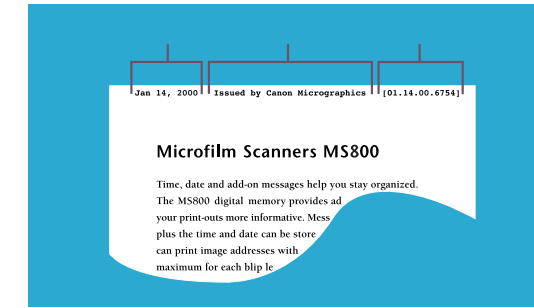 Jan 14, 2000 Issued by Canon Micrographics [01.14.00.6754]
Microfilm Scanners MS800
Time, date and add-on messages help you stay organized.
The MS800 digital memory provides ad
your print-outs more informative. Mess
plus the time and date can be store
can print image addresses with
maximum for each blip le